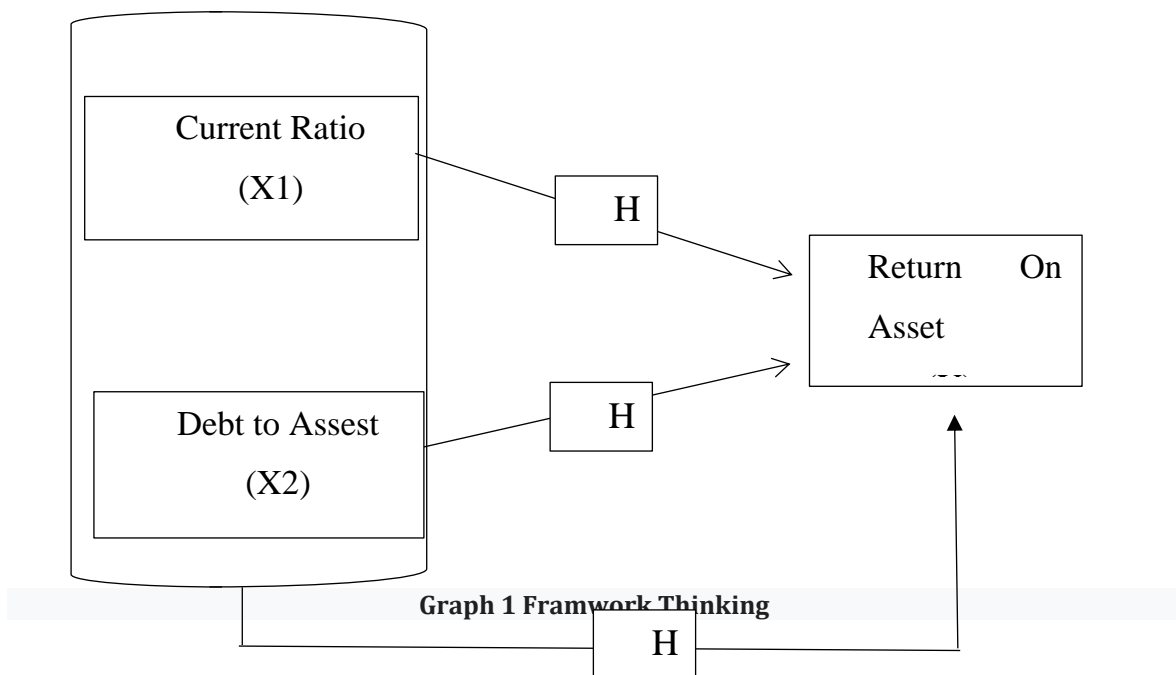 Current Ratio
(X1)
H
Return On
Asset
H
Debt to Assest
(X2)
Graph 1 Framwork Thinking
H